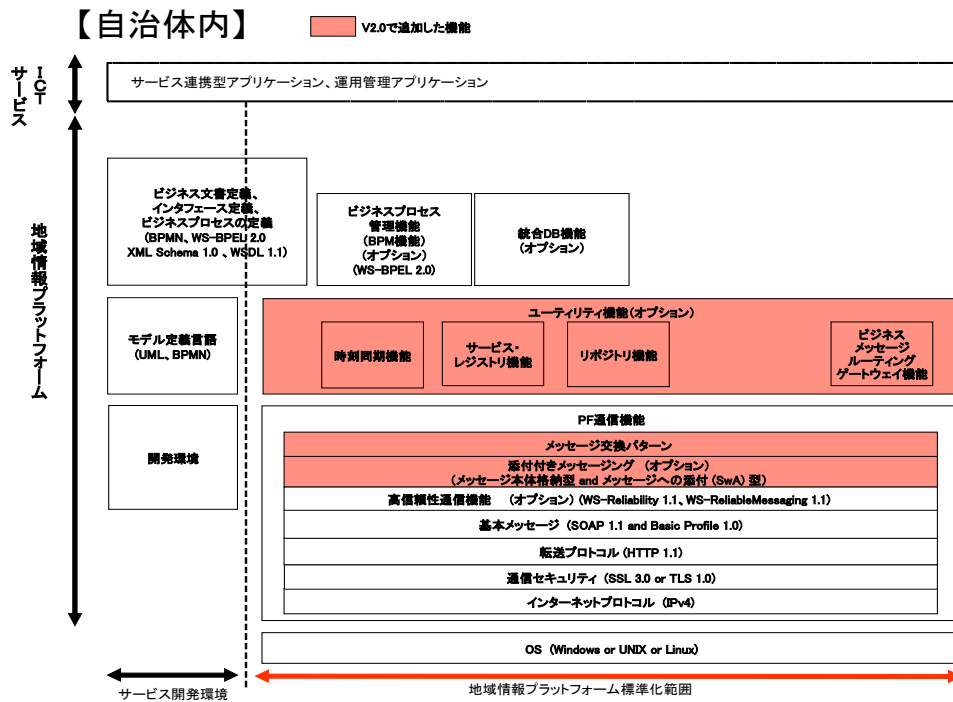 【自治体内】
V2.0で追加した機能
ICT
サービス
サービス連携型アプリケーション、運用管理アプリケーション
地域情報プラットフォーム
ビジネス文書定義、
インタフェース定義、
ビジネスプロセスの定義
(BPMN、WS-BPEL 2.0
XML Schema 1.0 、WSDL 1.1)
ビジネスプロセス
管理機能
(BPM機能)
(オプション)
(WS-BPEL 2.0)
統合DB機能
(オプション)
モデル定義言語
(UML、BPMN)
ユーティリティ機能(オプション)
時刻同期機能
サービス・
レジストリ機能
リポジトリ機能
ビジネス
メッセージ
ルーティング
ゲートウェイ機能
開発環境
PF通信機能
メッセージ交換パターン
添付付きメッセージング (オプション)
(メッセージ本体格納型 and メッセージへの添付 (SwA) 型)
高信頼性通信機能 (オプション) (WS-Reliability 1.1、WS-ReliableMessaging 1.1)
基本メッセージ (SOAP 1.1 and Basic Profile 1.0)
転送プロトコル (HTTP 1.1)
通信セキュリティ (SSL 3.0 or TLS 1.0)
インターネットプロトコル (IPv4)
OS (Windows or UNIX or Linux)
サービス開発環境
地域情報プラットフォーム標準化範囲